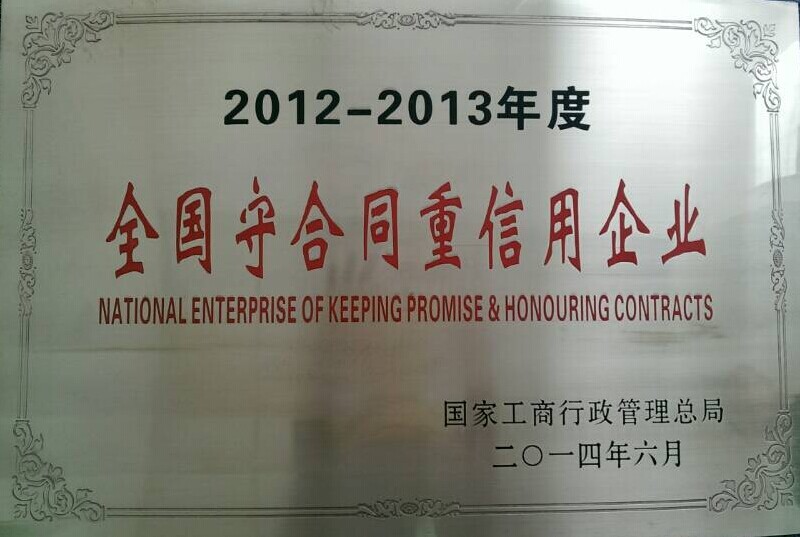 2012-2013年度
全国守合同重信用企业
NATIONAL ENTERPRISE OF KEEPING PROMISE & HONOURING CONTRACTS
国家工商行政管理总局
二〇一四年六月